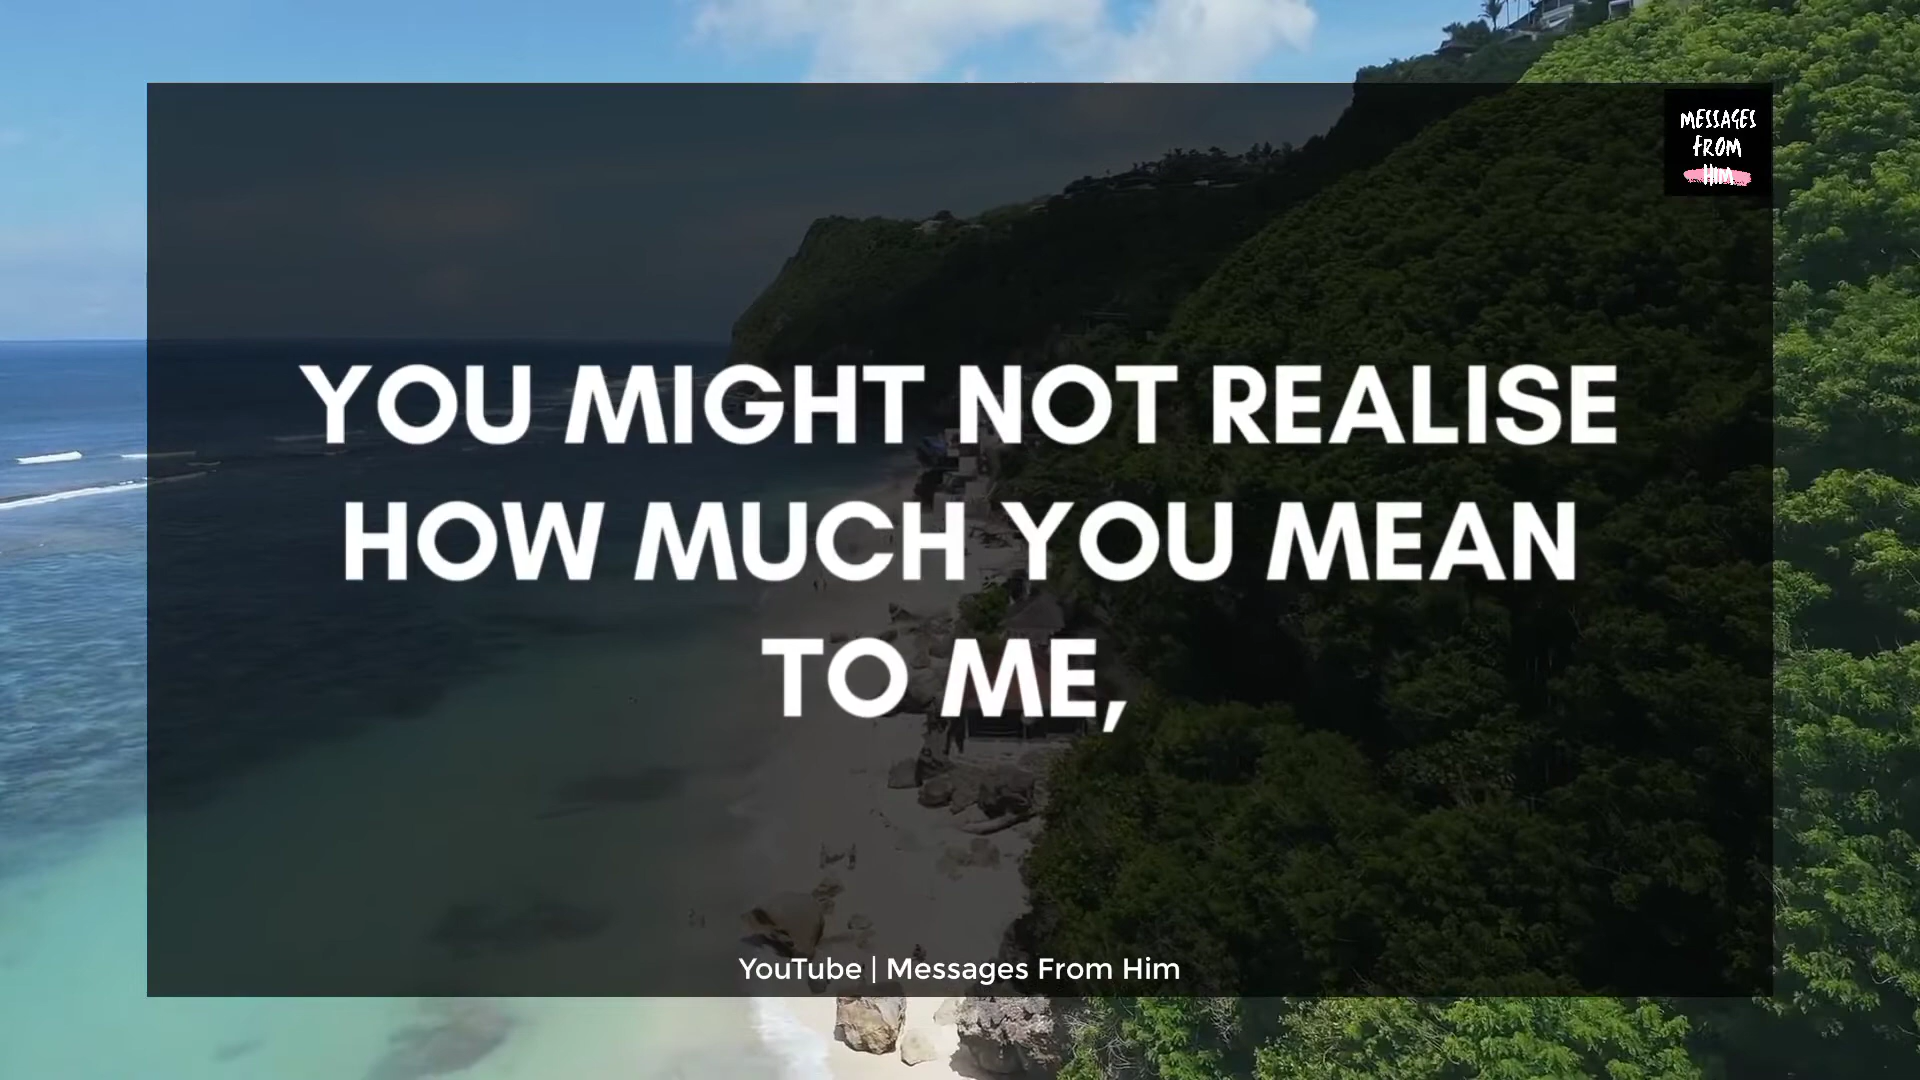 MESSAGES
FROM
HIM
YOU MIGHT NOT REALISE
HOW MUCH YOU MEAN
TO ME,
YouTube | Messages From Him